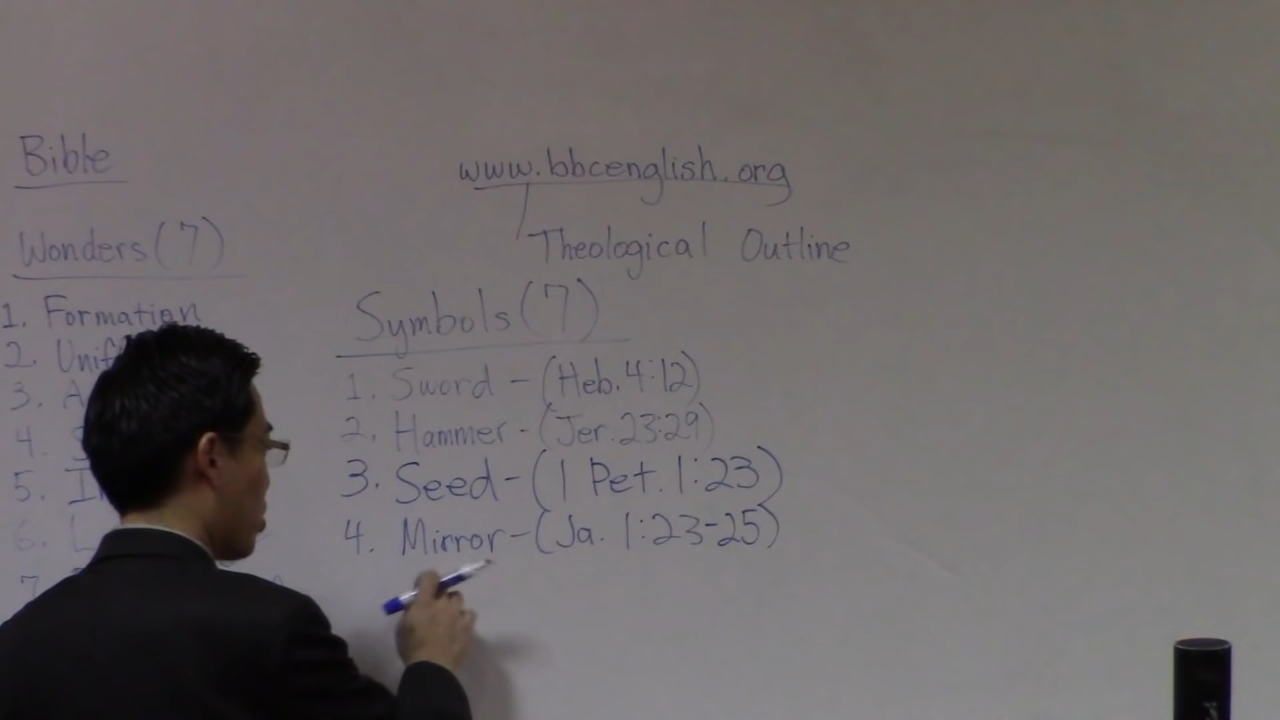 Bible
www.bbcenglish.org
Theological Outline
Wonders (7)
1. Formation
2.
3.
4.
5.
6.
7.
Symbols (7)
1. Sword - (Heb. 4:12)
2. Hammer - (Jer. 23:29)
3. Seed - (1 Pet. 1:23)
4. Mirror - (Ja. 1:23-25)